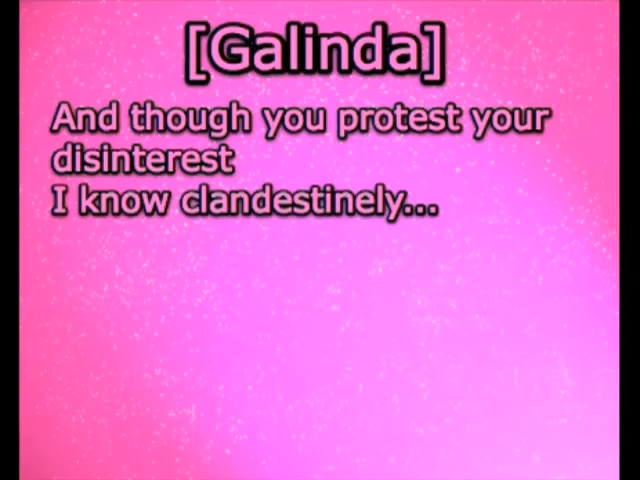 [Galinda]
And though you protest your
disinterest
I know clandestinely...